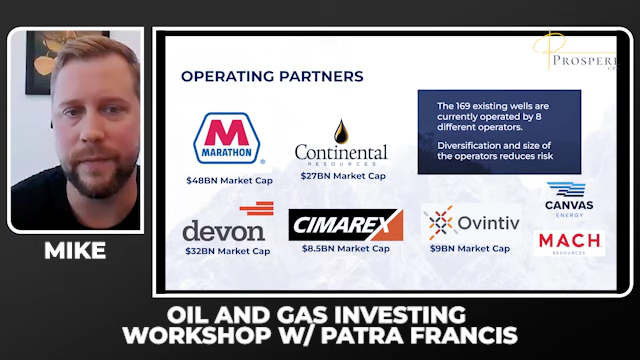 PROSPERI
CPA
OPERATING PARTNERS
The 169 existing wells are
currently operated by 8
different operators.
Diversification and size of
the operators reduces risk
M
MARATHON
$48BN Market Cap
Continental
RESOURCES
$27BN Market Cap
CANVAS
ENERGY
devon
$32BN Market Cap
CIMAREX
$8.5BN Market Cap
Ovintiv
$9BN Market Cap
MACH
RESOURCES
MIKE
OIL AND GAS INVESTING
WORKSHOP W/ PATRA FRANCIS